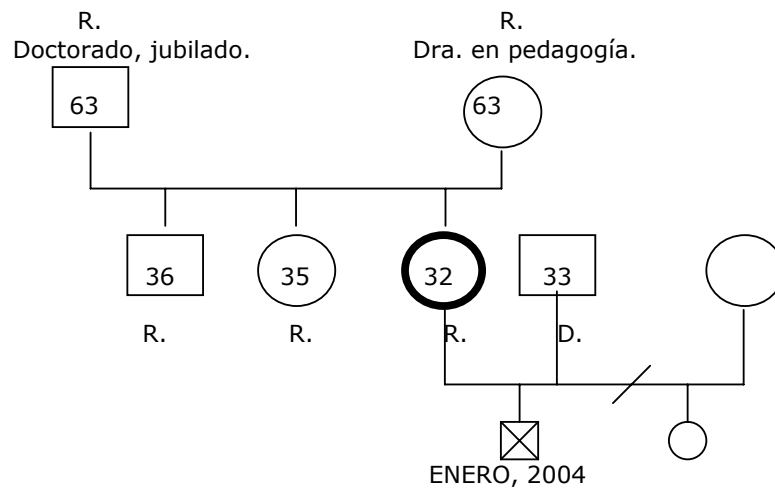 R.
R.
Doctorado, jubilado.
Dra. en pedagogía.
63
63
36
35
32
33
R.
R.
R.
D.
ENERO, 2004